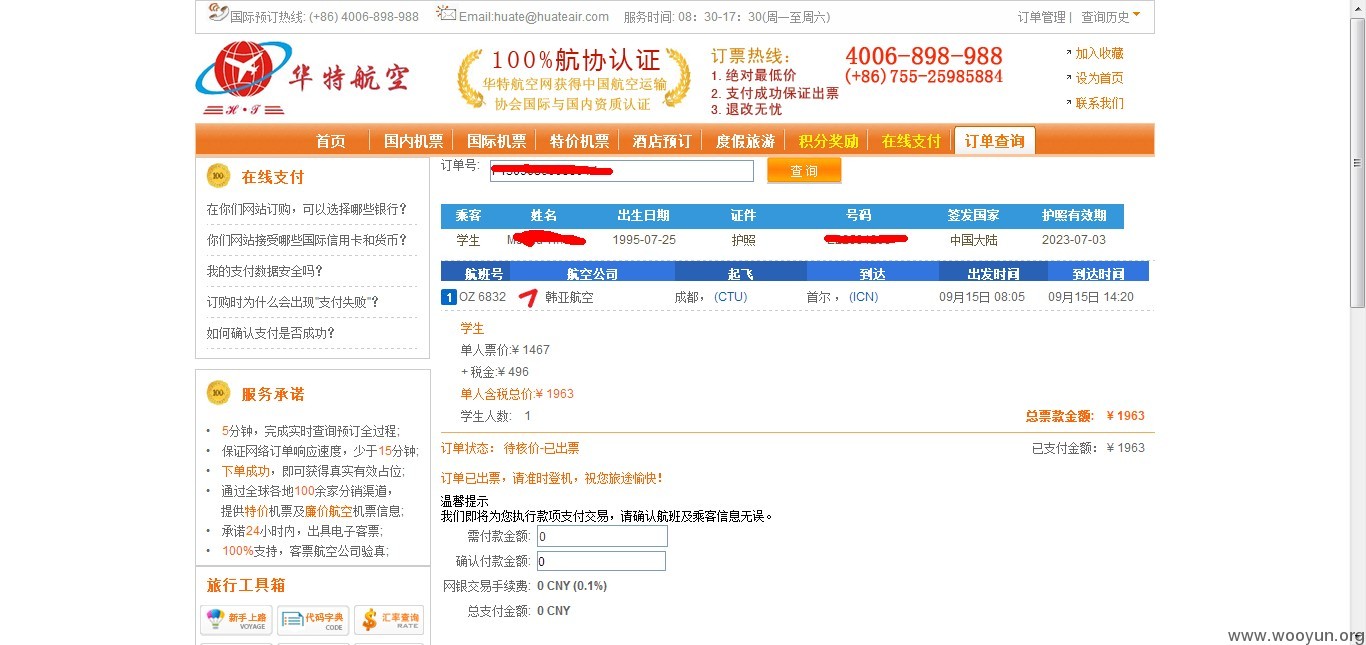 国际预订热线: (+86) 4006-898-988 Email:huate@huateair.com 服务时间: 08：30-17：30(周一至周六) 订单管理 | 查询历史
华特航空
H·T
100%航协认证
华特航空网获得中国航空运输
协会国际与国内资质认证
订票热线： 4006-898-988
(+86)755-25985884
1. 绝对最低价
2. 支付成功保证出票
3. 退改无忧
加入收藏
设为首页
联系我们
首页 国内机票 国际机票 特价机票 酒店预订 度假旅游 积分奖励 在线支付 订单查询
在线支付
在你们网站订购，可以选择哪些银行？
你们网站接受哪些国际信用卡和货币？
我的支付数据安全吗？
订购时为什么会出现"支付失败"？
如何确认支付是否成功？
服务承诺
• 5分钟，完成实时查询预订全过程;
• 保证网络订单响应速度，少于15分钟;
• 下单成功，即可获得真实有效占位;
• 通过全球各地100余家分销渠道，
提供特价机票及廉价航空机票信息;
• 承诺24小时内，出具电子客票;
• 100%支持，客票航空公司验真;
旅行工具箱
新手上路 VOYAGE
代码字典 CODE
汇率查询 RATE
订单号: 查 询
乘客 姓名 出生日期 证件 号码 签发国家 护照有效期
学生 1995-07-25 护照 中国大陆 2023-07-03
航班号 航空公司 起飞 到达 出发时间 到达时间
1 OZ 6832 韩亚航空 成都， (CTU) 首尔 ， (ICN) 09月15日 08:05 09月15日 14:20
学生
单人票价:¥ 1467
+ 税金:¥ 496
单人含税总价:¥ 1963
学生人数: 1
总票款金额: ¥ 1963
订单状态： 待核价-已出票 已支付金额： ¥ 1963
订单已出票，请准时登机，祝您旅途愉快！
温馨提示
我们即将为您执行款项支付交易，请确认航班及乘客信息无误。
需付款金额: 0
确认付款金额: 0
网银交易手续费: 0 CNY (0.1%)
总支付金额: 0 CNY
www.wooyun.org